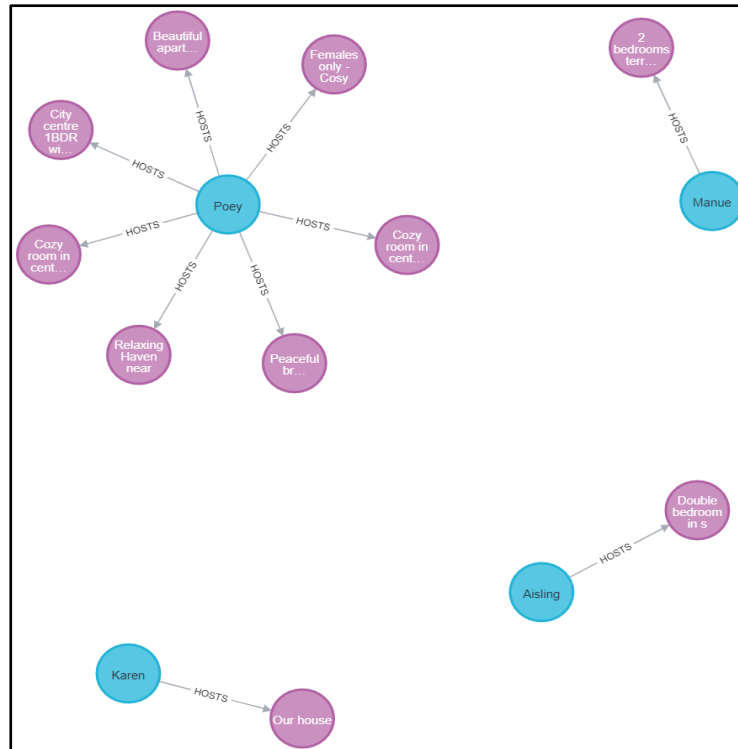 Beautiful
apart...
Females
only -
Cosy
2
bedrooms
terr...
City
centre
1BDR
wi...
HOSTS
HOSTS
HOSTS
HOSTS
Poey
Manue
HOSTS
HOSTS
Cozy
room in
cent...
Cozy
room in
cent...
HOSTS
HOSTS
Relaxing
Haven
near
Peaceful
br...
Double
bedroom
in s
HOSTS
Aisling
Karen
HOSTS
Our house